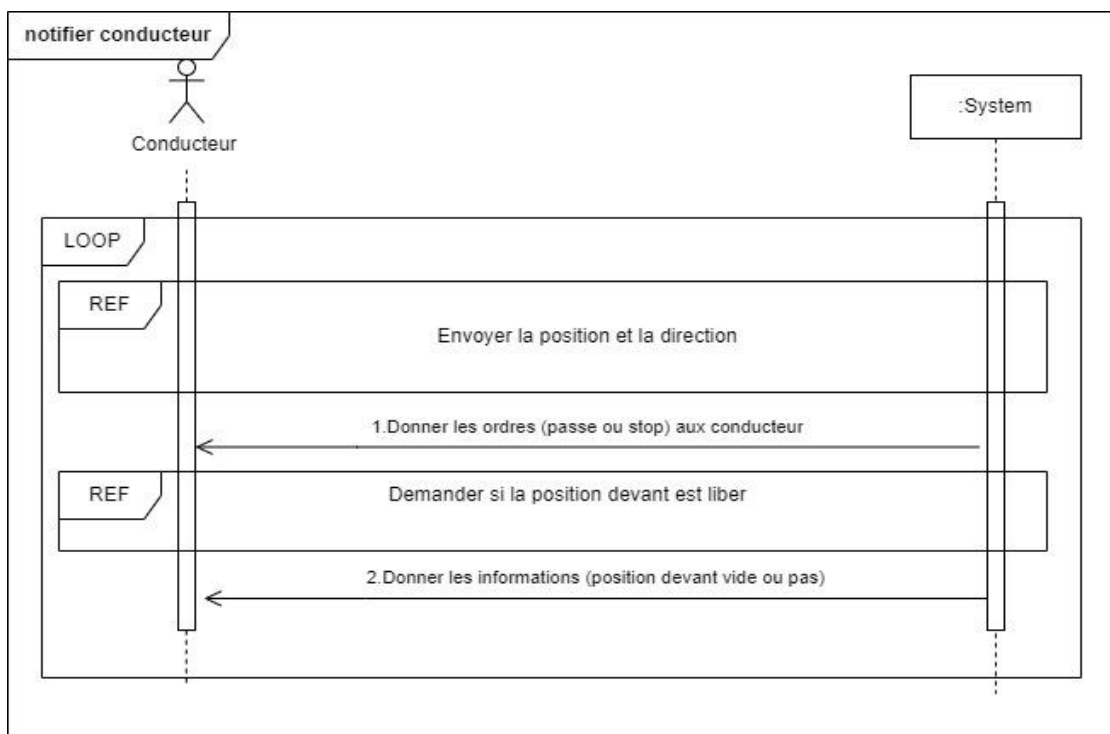 notifier conducteur
:System
Conducteur
LOOP
REF
Envoyer la position et la direction
1.Donner les ordres (passe ou stop) aux conducteur
REF
Demander si la position devant est liber
2.Donner les informations (position devant vide ou pas)